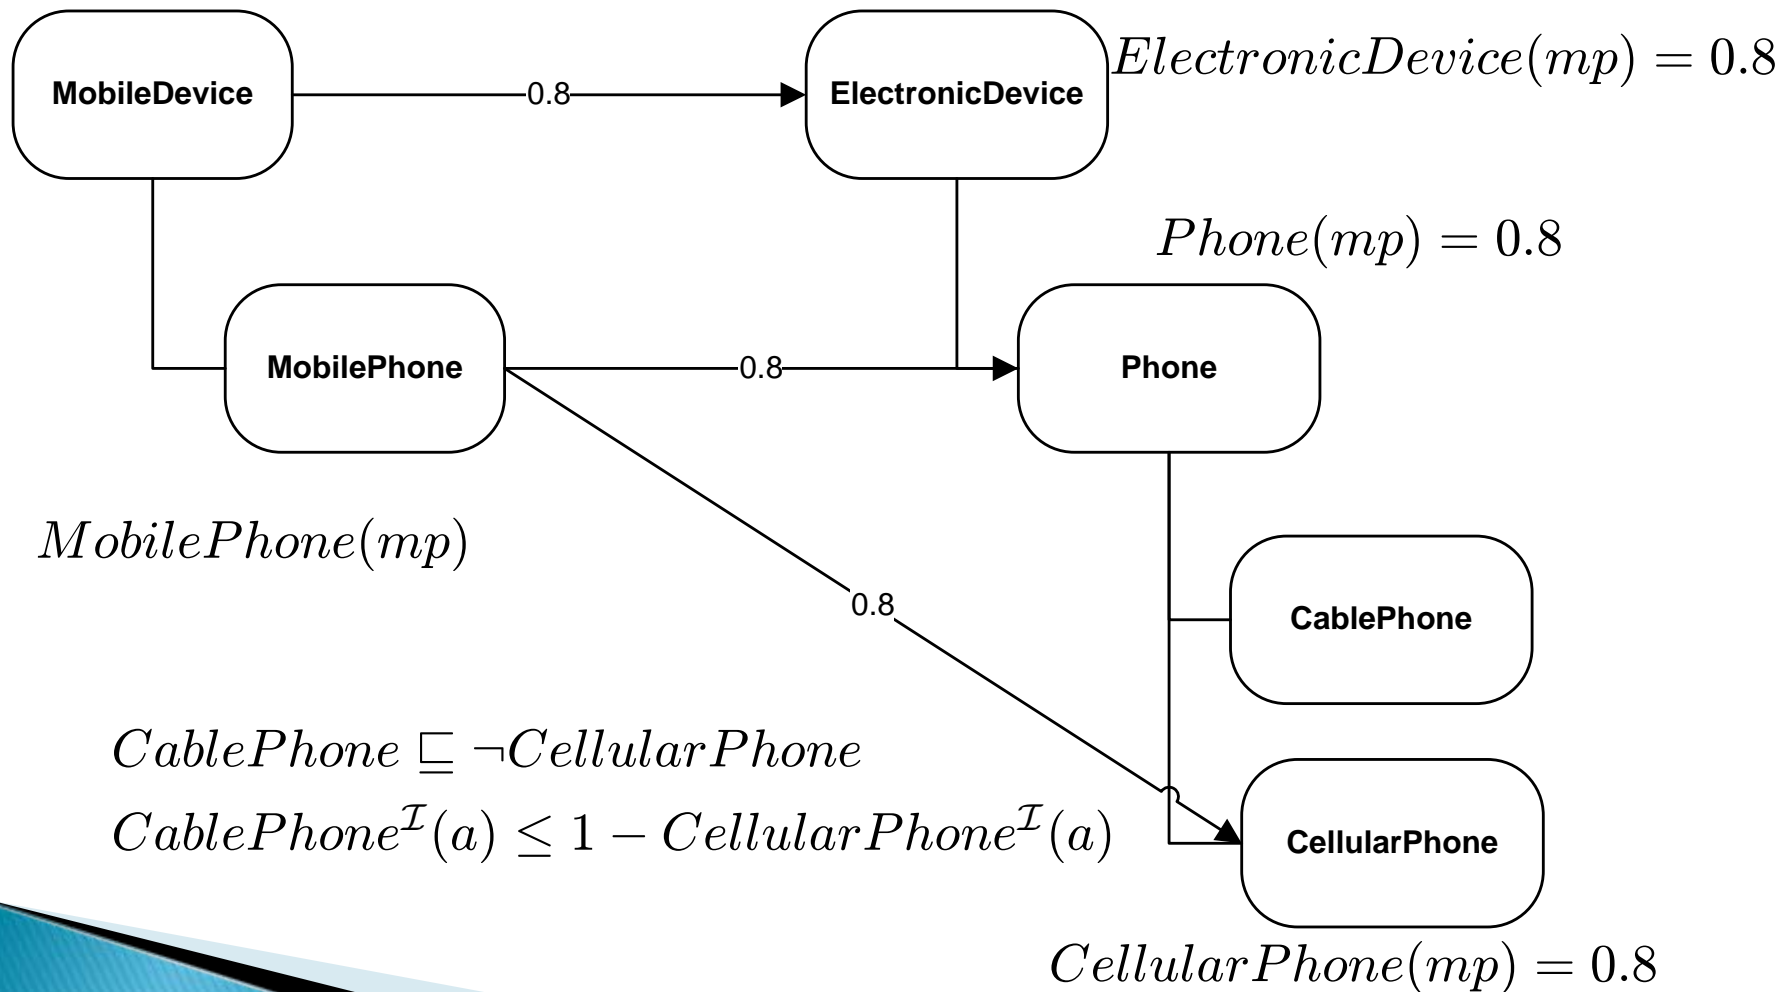 MobileDevice
0.8
ElectronicDevice
ElectronicDevice(mp) = 0.8
Phone(mp) = 0.8
MobilePhone
0.8
Phone
MobilePhone(mp)
0.8
CablePhone
CablePhone ⊑ ¬CellularPhone
CablePhone^ℐ(a) ≤ 1 − CellularPhone^ℐ(a)
CellularPhone
CellularPhone(mp) = 0.8